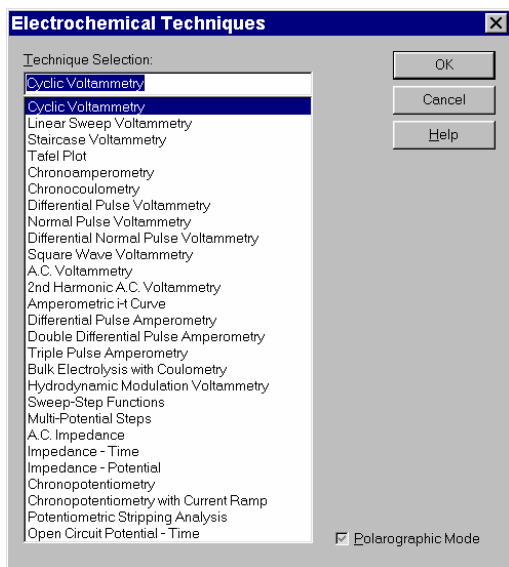 Electrochemical Techniques
Technique Selection:
Cyclic Voltammetry
Cyclic Voltammetry
Linear Sweep Voltammetry
Staircase Voltammetry
Tafel Plot
Chronoamperometry
Chronocoulometry
Differential Pulse Voltammetry
Normal Pulse Voltammetry
Differential Normal Pulse Voltammetry
Square Wave Voltammetry
A.C. Voltammetry
2nd Harmonic A.C. Voltammetry
Amperometric i-t Curve
Differential Pulse Amperometry
Double Differential Pulse Amperometry
Triple Pulse Amperometry
Bulk Electrolysis with Coulometry
Hydrodynamic Modulation Voltammetry
Sweep-Step Functions
Multi-Potential Steps
A.C. Impedance
Impedance - Time
Impedance - Potential
Chronopotentiometry
Chronopotentiometry with Current Ramp
Potentiometric Stripping Analysis
Open Circuit Potential - Time
OK
Cancel
Help
Polarographic Mode